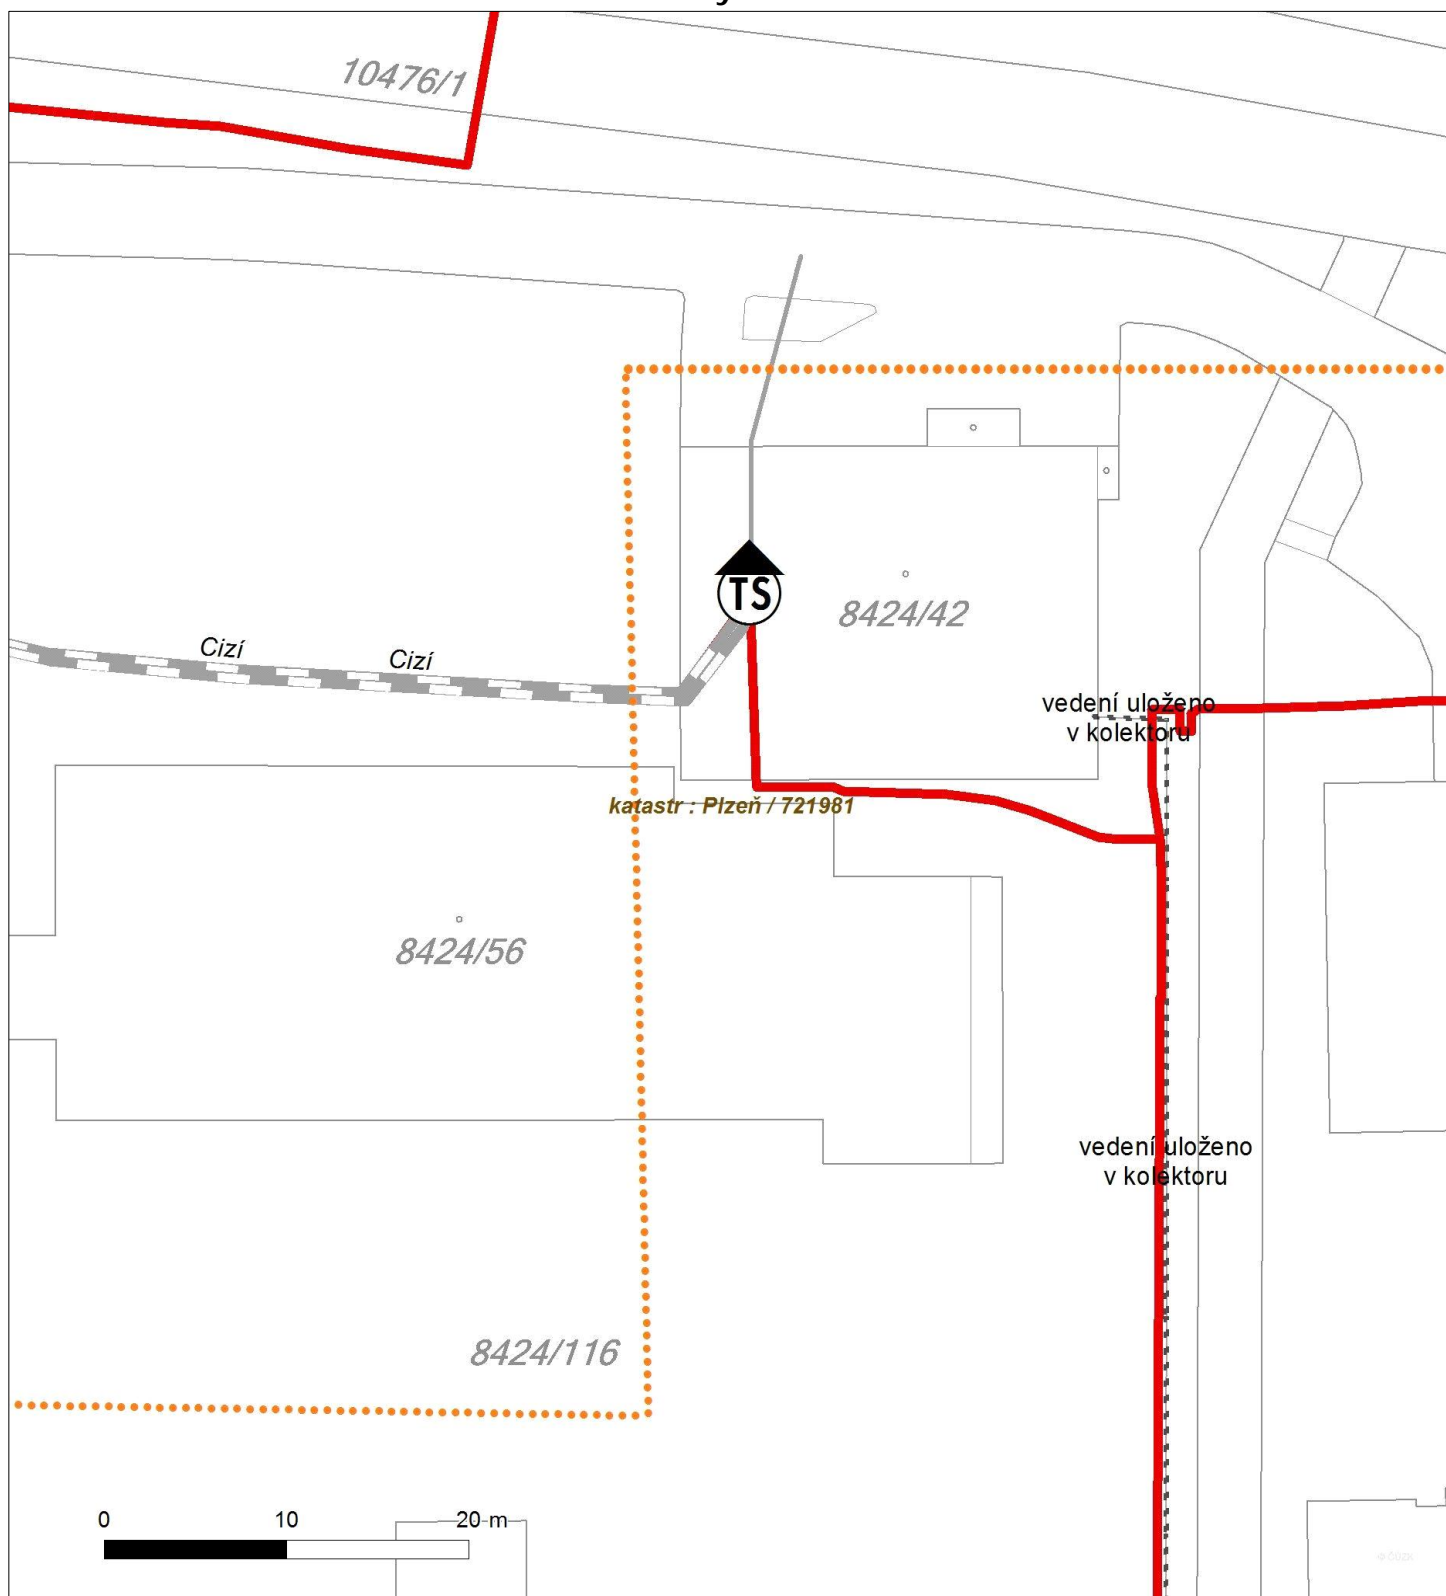 10476/1
TS
8424/42
Cizí
Cizí
vedení uloženo
v kolektoru
katastr : Plzeň / 721981
8424/56
vedení uloženo
v kolektoru
8424/116
0 10 20 m